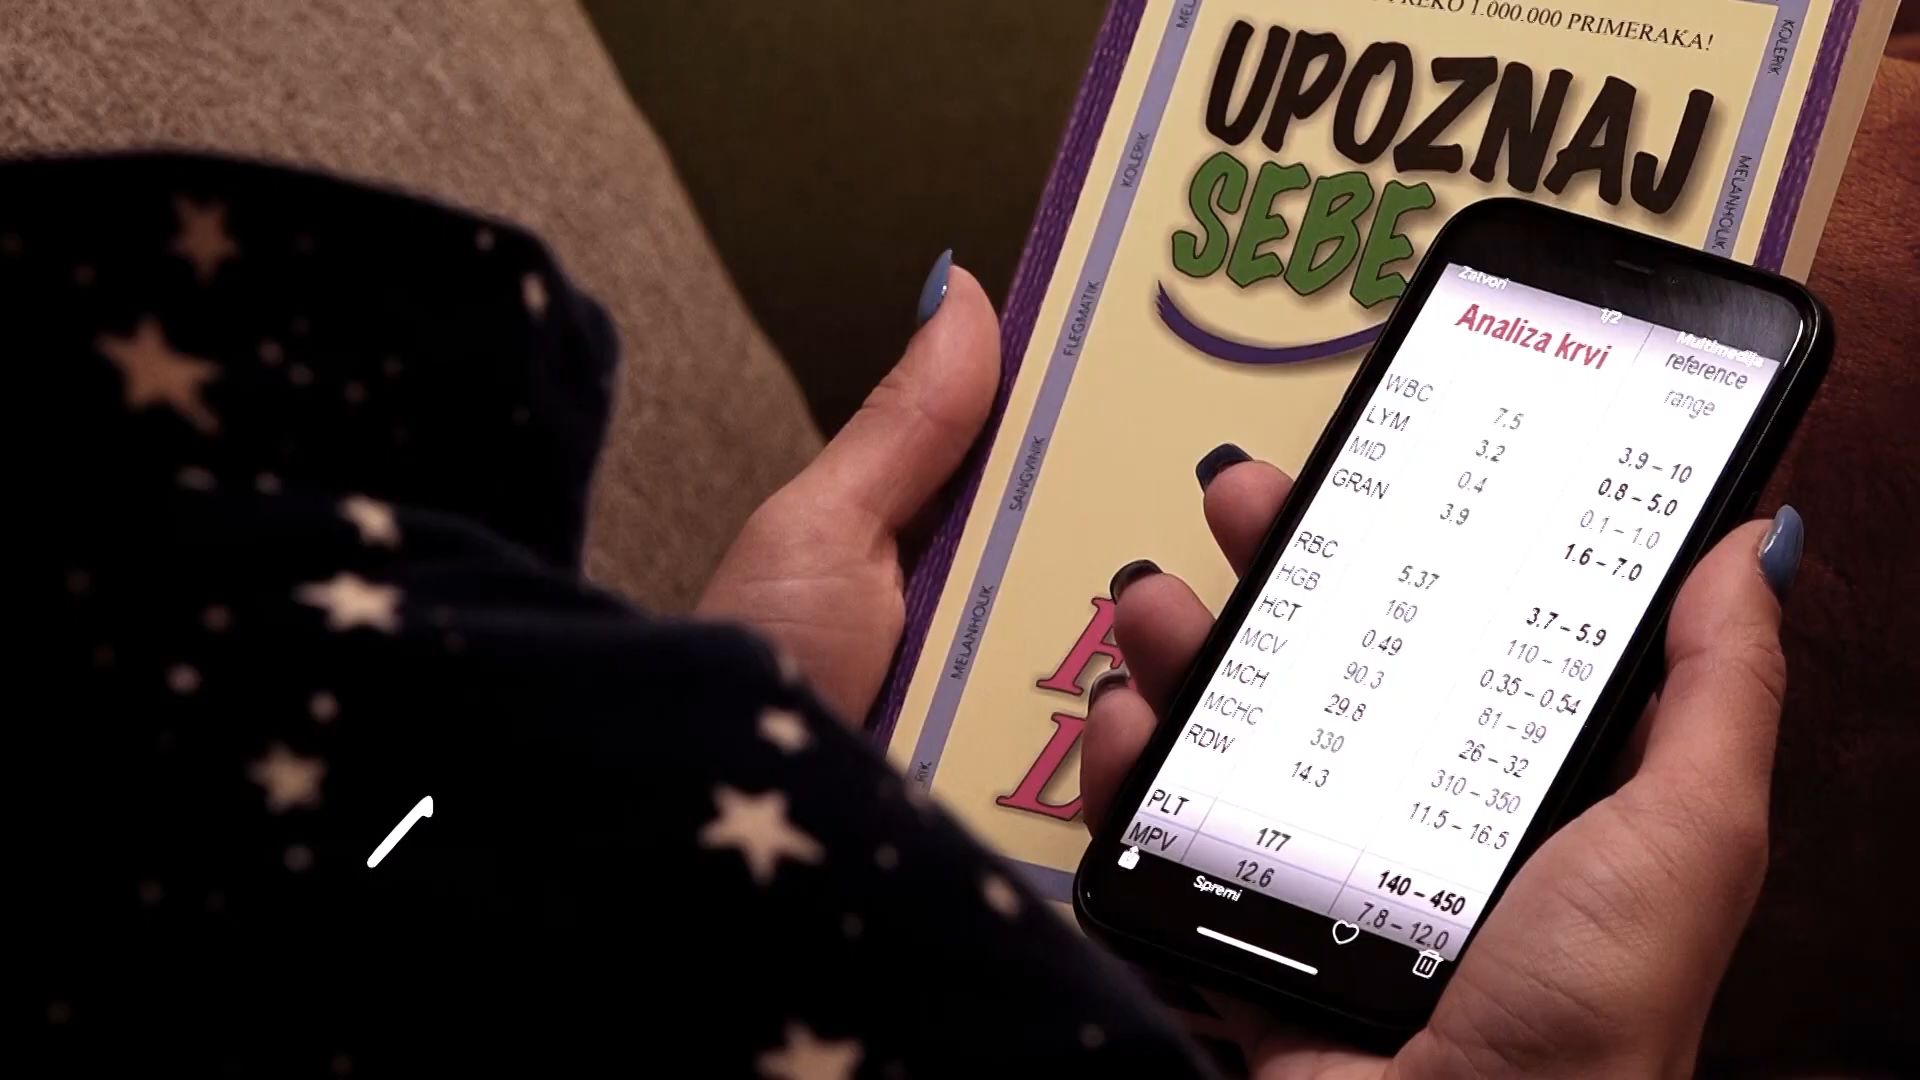 PREKO 1.000.000 PRIMERAKA!
UPOZNAJ
SEBE
KOLERIK
MELANHOLIK
KOLERIK
FLEGMATIK
SANGVINIK
MELANHOLIK
Zatvori
1/2
Multimedija
Analiza krvi
reference
range
WBC 7.5 3.9 – 10
LYM 3.2 0.8 – 5.0
MID 0.4 0.1 – 1.0
GRAN 3.9 1.6 – 7.0
RBC 5.37 3.7 – 5.9
HGB 160 110 – 180
HCT 0.49 0.35 – 0.54
MCV 90.3 81 – 99
MCH 29.8 26 – 32
MCHC 330 310 – 350
RDW 14.3 11.5 – 16.5
PLT 177 140 – 450
MPV 12.6 7.8 – 12.0
Spremi